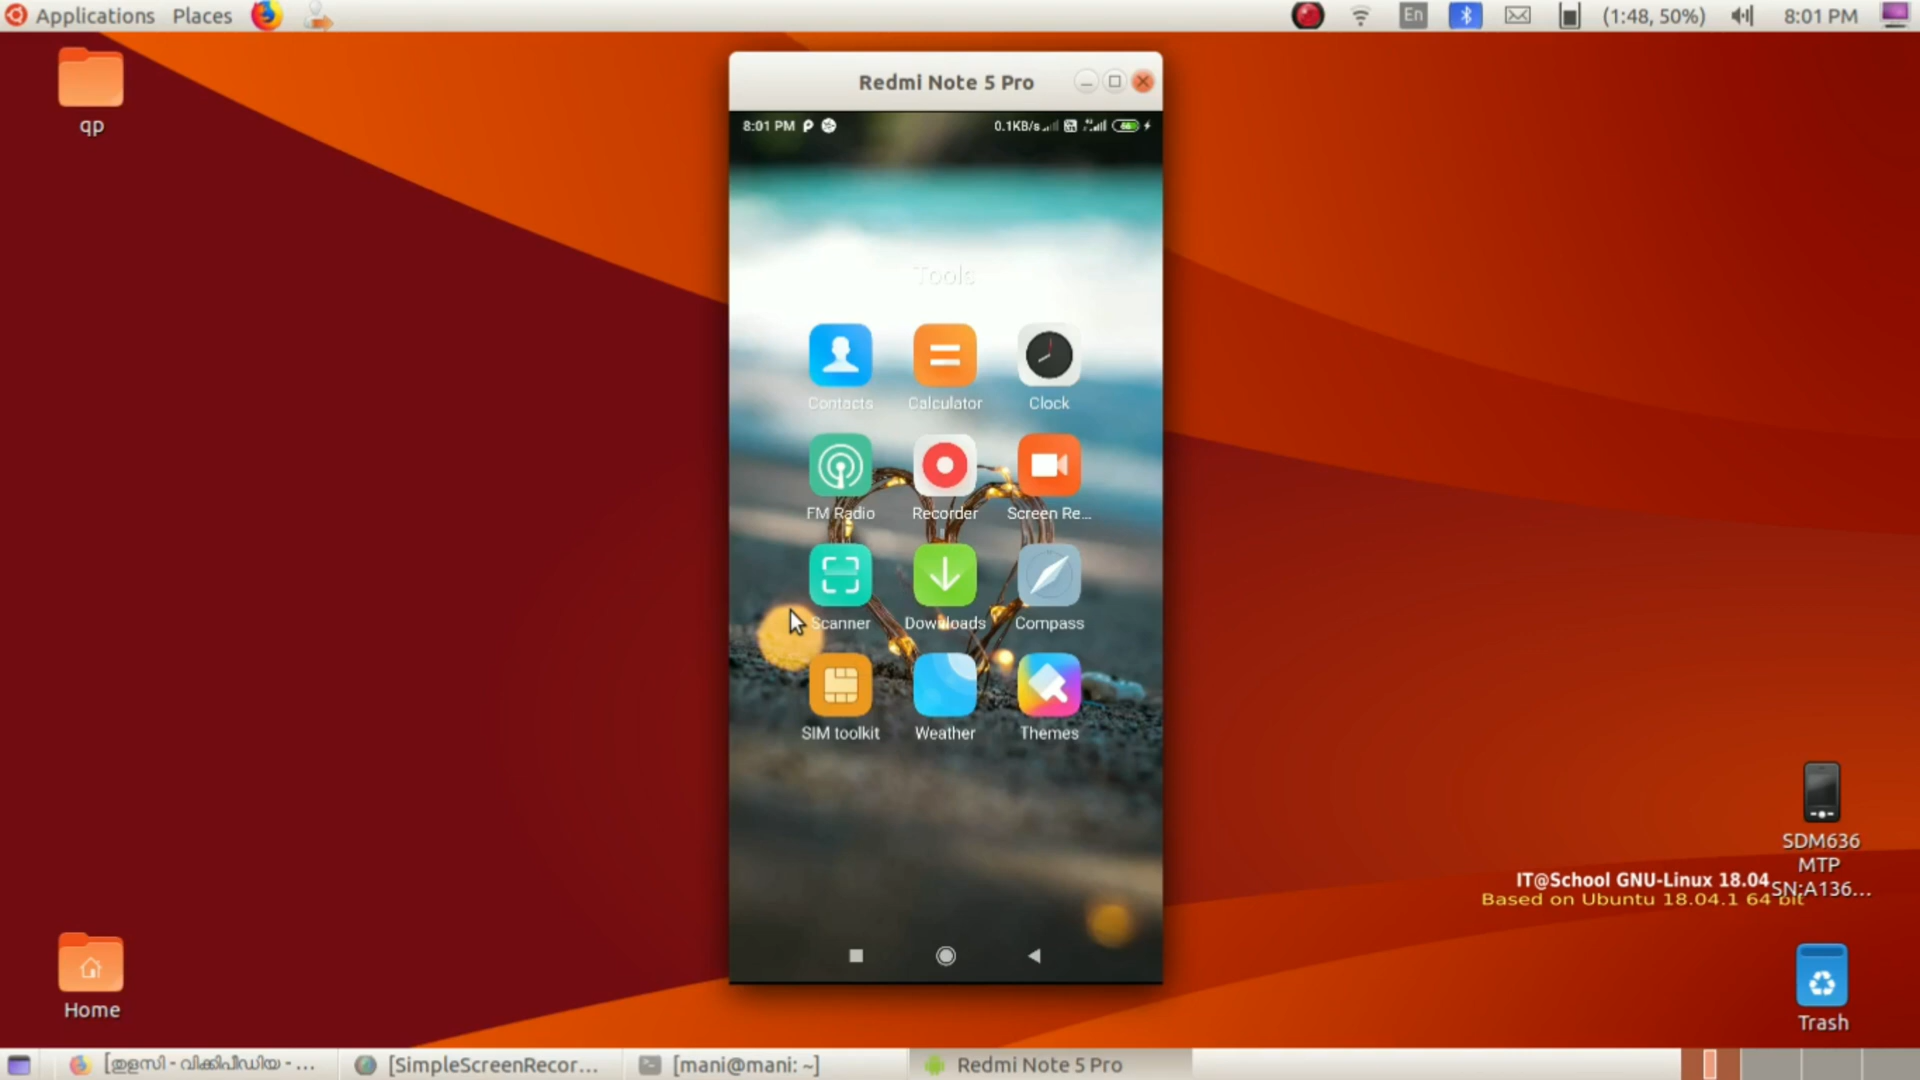 Applications Places En (1:48, 50%) 8:01 PM
qp
Redmi Note 5 Pro
8:01 PM 0.1KB/s
Tools
Contacts Calculator Clock
FM Radio Recorder Screen Re...
Scanner Downloads Compass
SIM toolkit Weather Themes
SDM636
MTP
SN:A136...
IT@School GNU-Linux 18.04
Based on Ubuntu 18.04.1 64 bit
Home
Trash
[തുളസി - വിക്കിപീഡിയ - ... [SimpleScreenRecor... [mani@mani: ~] Redmi Note 5 Pro